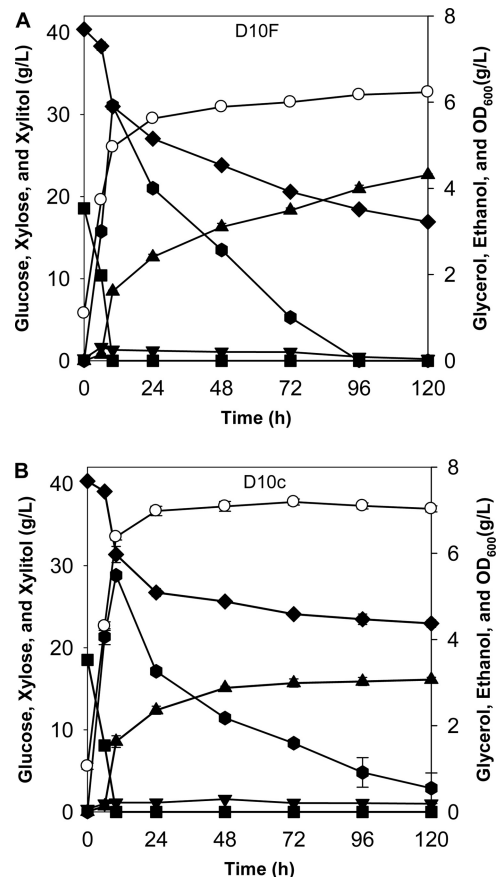 A
D10F
Glucose, Xylose, and Xylitol (g/L)
40
30
20
10
0
8
6
4
2
0
Glycerol, Ethanol, and OD600(g/L)
0 24 48 72 96 120
Time (h)
B
D10c
Glucose, Xylose, and Xylitol (g/L)
40
30
20
10
0
8
6
4
2
0
Glycerol, Ethanol, and OD600(g/L)
0 24 48 72 96 120
Time (h)